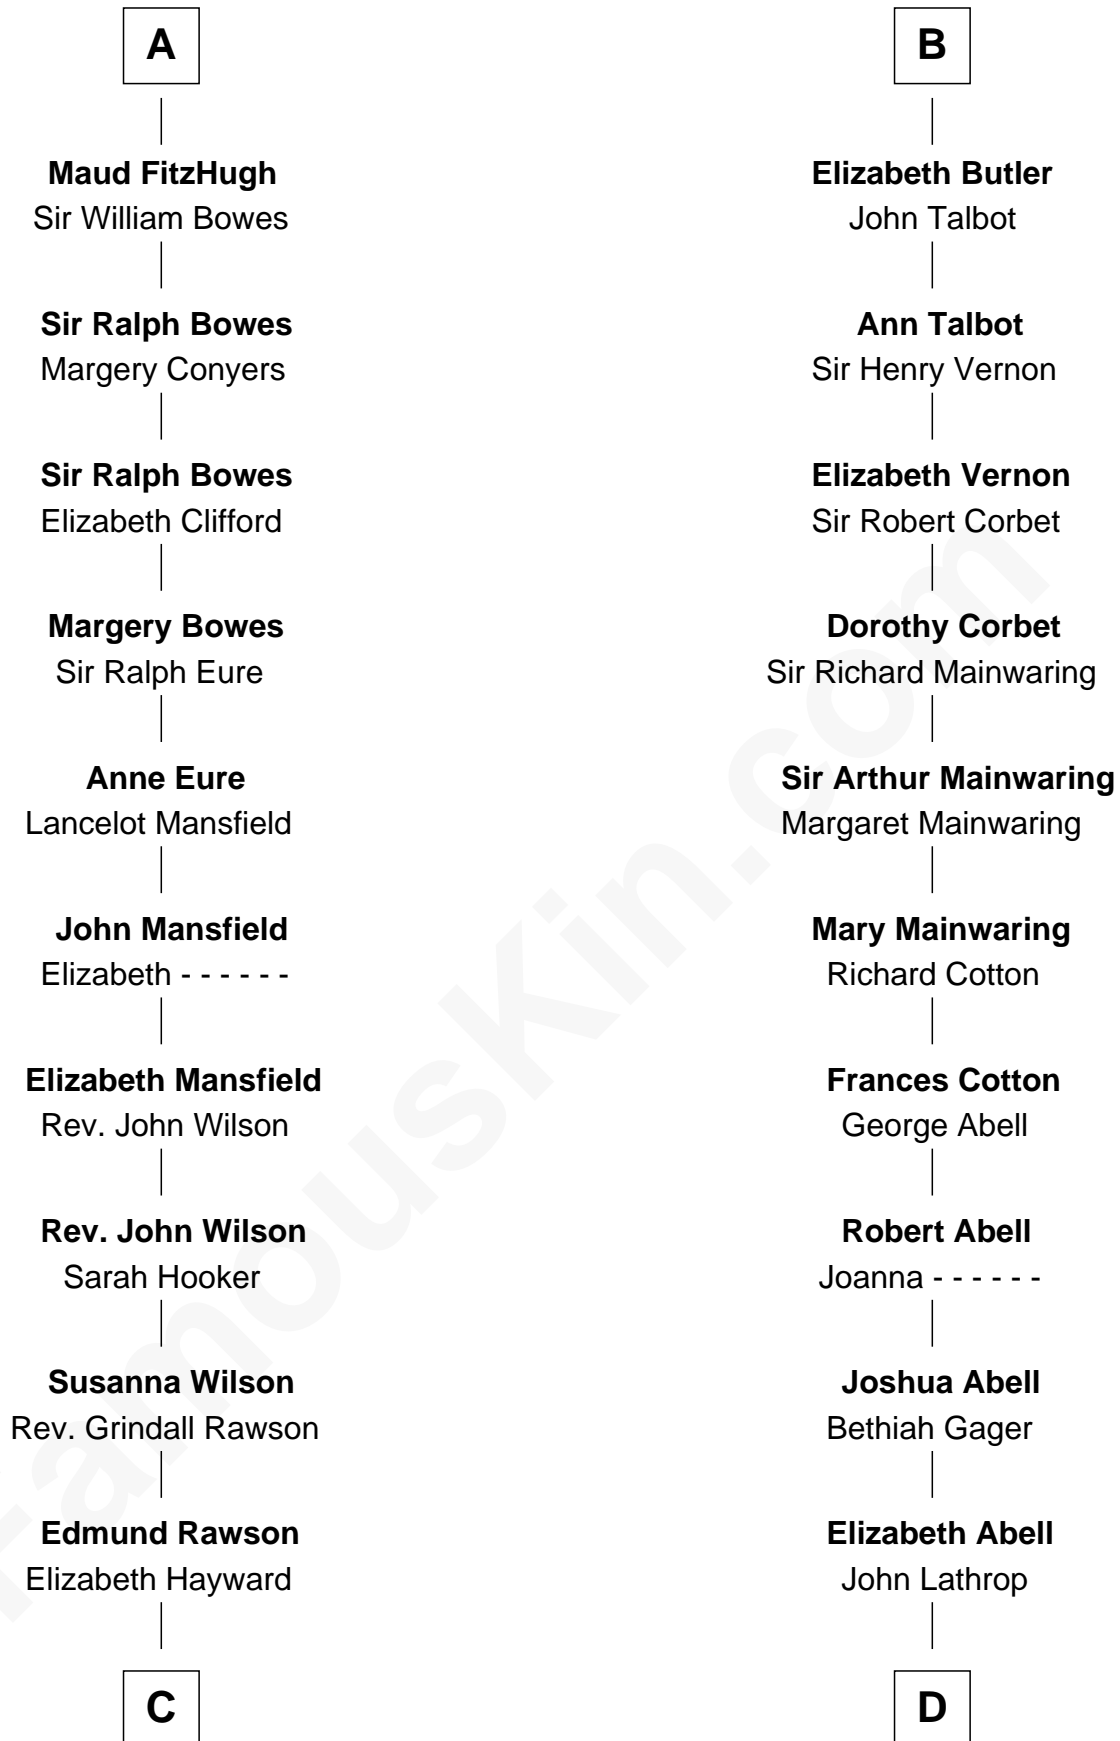 A
Maud FitzHugh
Sir William Bowes
Sir Ralph Bowes
Margery Conyers
Sir Ralph Bowes
Elizabeth Clifford
Margery Bowes
Sir Ralph Eure
Anne Eure
Lancelot Mansfield
John Mansfield
Elizabeth - - - - - -
Elizabeth Mansfield
Rev. John Wilson
Rev. John Wilson
Sarah Hooker
Susanna Wilson
Rev. Grindall Rawson
Edmund Rawson
Elizabeth Hayward
C
B
Elizabeth Butler
John Talbot
Ann Talbot
Sir Henry Vernon
Elizabeth Vernon
Sir Robert Corbet
Dorothy Corbet
Sir Richard Mainwaring
Sir Arthur Mainwaring
Margaret Mainwaring
Mary Mainwaring
Richard Cotton
Frances Cotton
George Abell
Robert Abell
Joanna - - - - - -
Joshua Abell
Bethiah Gager
Elizabeth Abell
John Lathrop
D
FamousKin.com